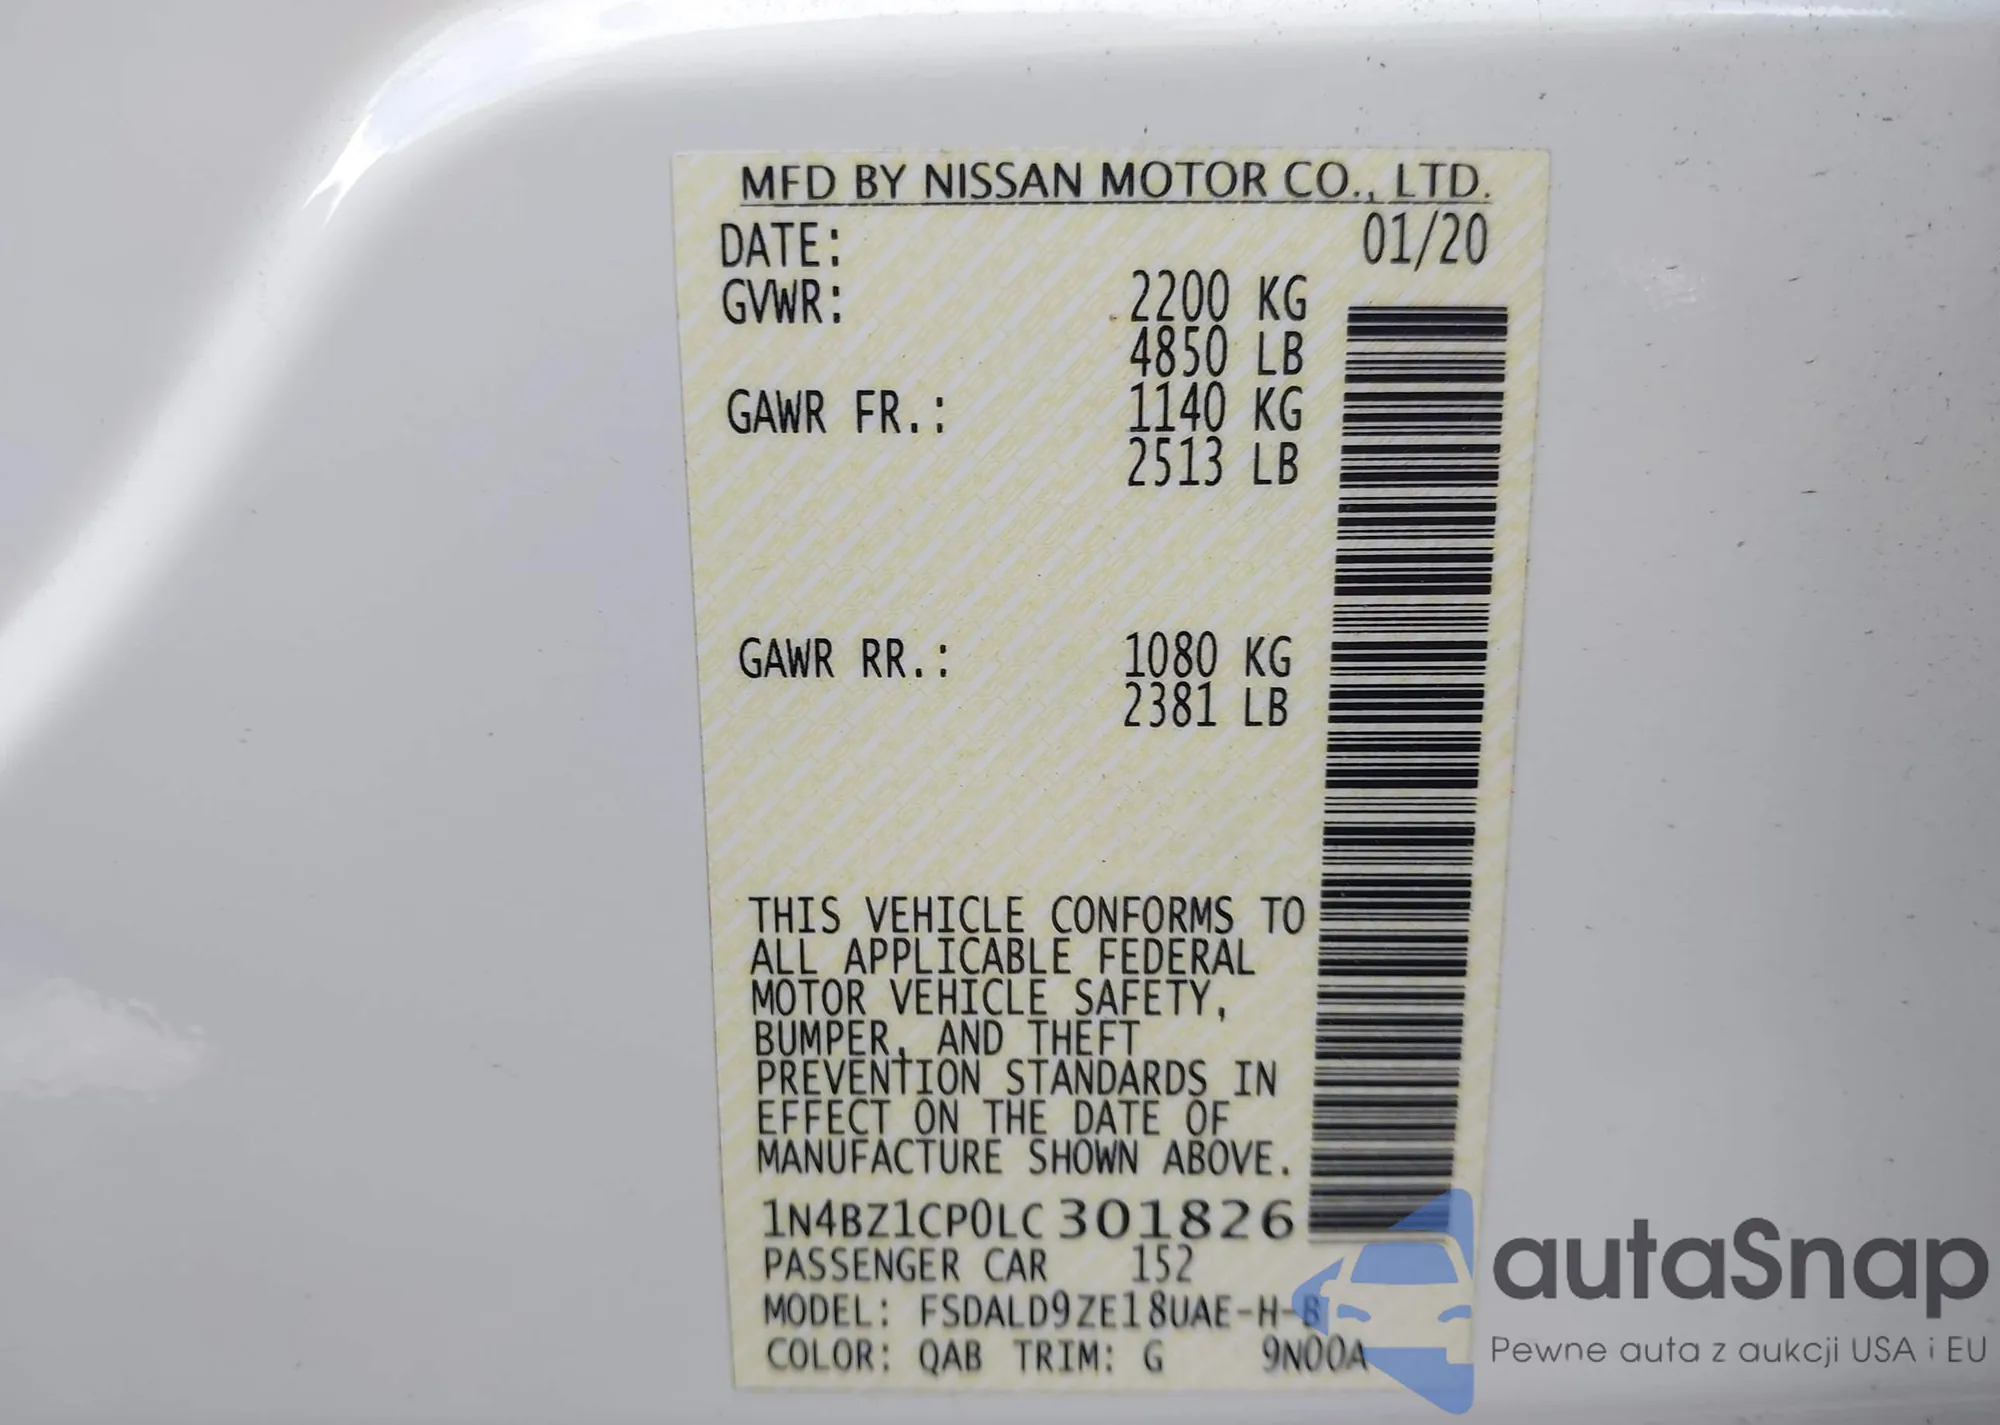 MFD BY NISSAN MOTOR CO., LTD.
DATE: 01/20
GVWR: 2200 KG
4850 LB
GAWR FR.: 1140 KG
2513 LB
GAWR RR.: 1080 KG
2381 LB
THIS VEHICLE CONFORMS TO
ALL APPLICABLE FEDERAL
MOTOR VEHICLE SAFETY,
BUMPER, AND THEFT
PREVENTION STANDARDS IN
EFFECT ON THE DATE OF
MANUFACTURE SHOWN ABOVE.
1N4BZ1CP0LC301826
PASSENGER CAR 152
MODEL: FSDALD9ZE18UAE-H-B
COLOR: QAB TRIM: G 9N00A
autaSnap
Pewne auta z aukcji USA i EU